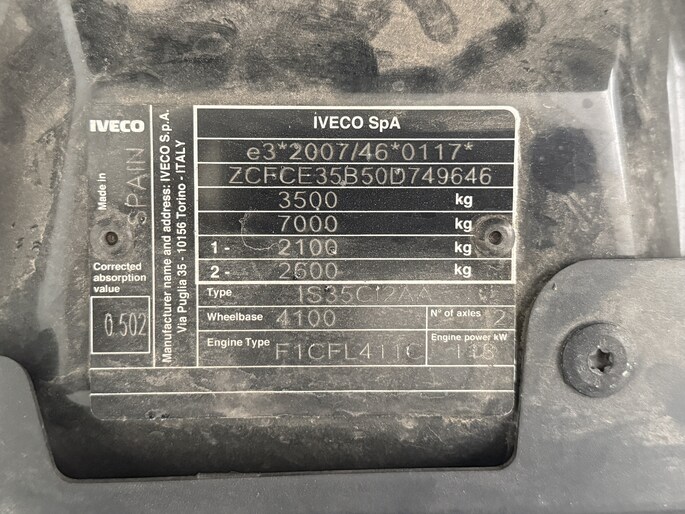 IVECO
Made in
SPAIN
Corrected
absorption
value
0.502
Manufacturer name and address: IVECO S.p.A.
Via Puglia 35 - 10156 Torino - ITALY
IVECO SpA
e3*2007/46*0117*
ZCFCE35B50D749646
3500 kg
7000 kg
1- 2100 kg
2- 2600 kg
Type IS35CI2AA
Wheelbase 4100 N° of axles 2
Engine Type F1CFL411C Engine power kW